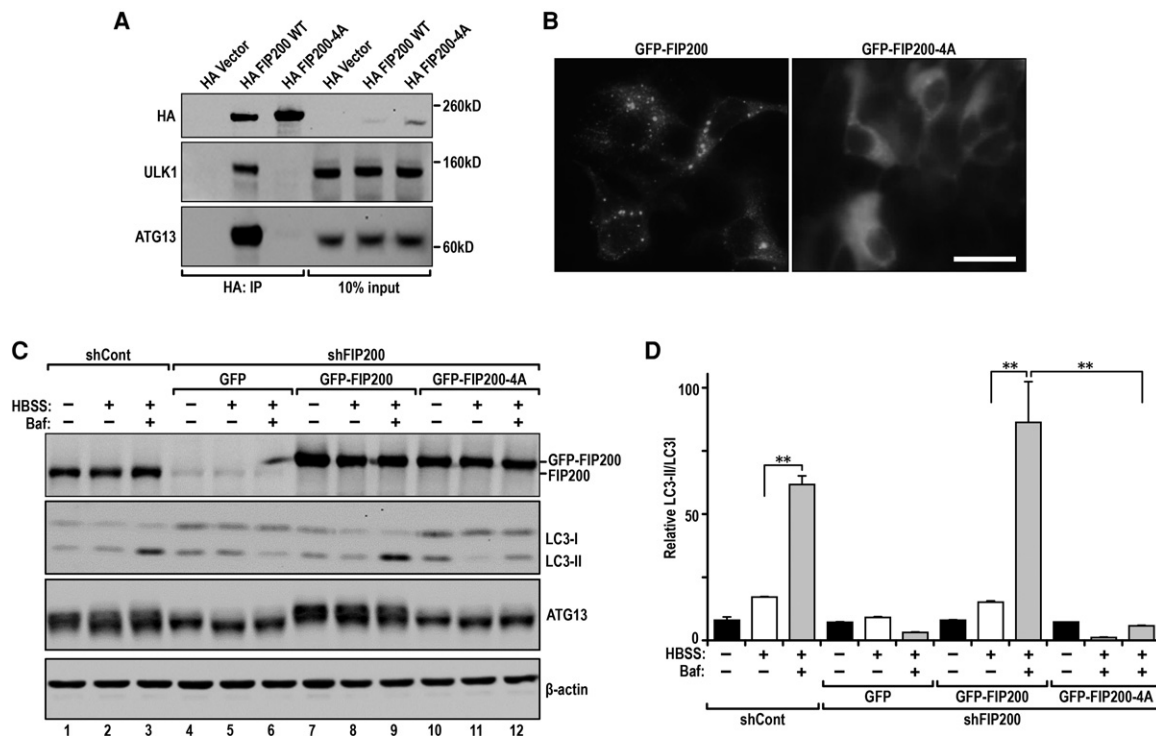 A
HA Vector
HA FIP200 WT
HA FIP200-4A
HA Vector
HA FIP200 WT
HA FIP200-4A
HA
260kD
ULK1
160kD
ATG13
60kD
HA: IP
10% input
B
GFP-FIP200
GFP-FIP200-4A
C
shCont
shFIP200
GFP
GFP-FIP200
GFP-FIP200-4A
HBSS: – + + – + + – + + – + +
Baf: + + + +
GFP-FIP200
FIP200
LC3-I
LC3-II
ATG13
β-actin
1 2 3 4 5 6 7 8 9 10 11 12
D
Relative LC3-II/LC3I
100
50
0
**
**
**
HBSS: – + + – + + – + + – + +
Baf: – – + – – + – – + – – +
GFP
GFP-FIP200
GFP-FIP200-4A
shCont
shFIP200